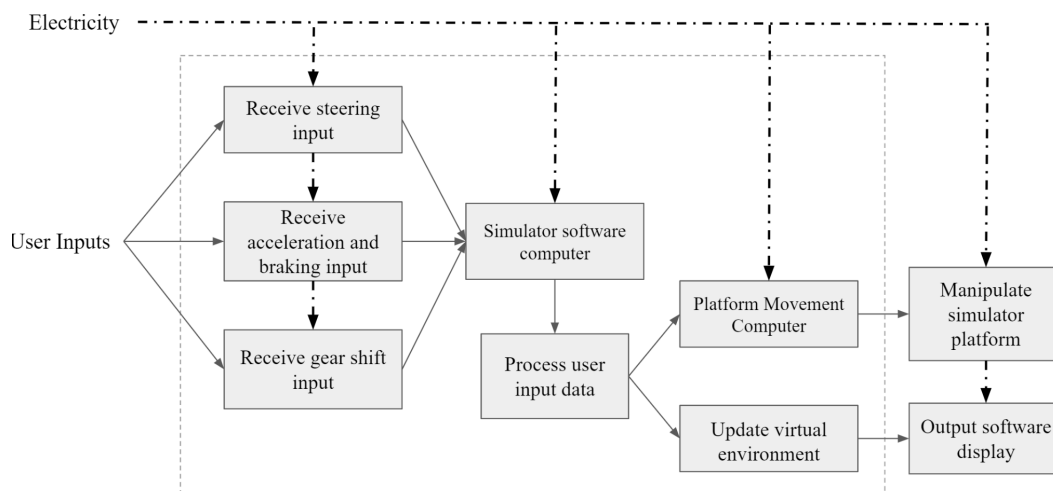 Electricity
Receive steering
input
Receive
acceleration and
braking input
User Inputs
Simulator software
computer
Receive gear shift
input
Process user
input data
Platform Movement
Computer
Manipulate
simulator
platform
Update virtual
environment
Output software
display